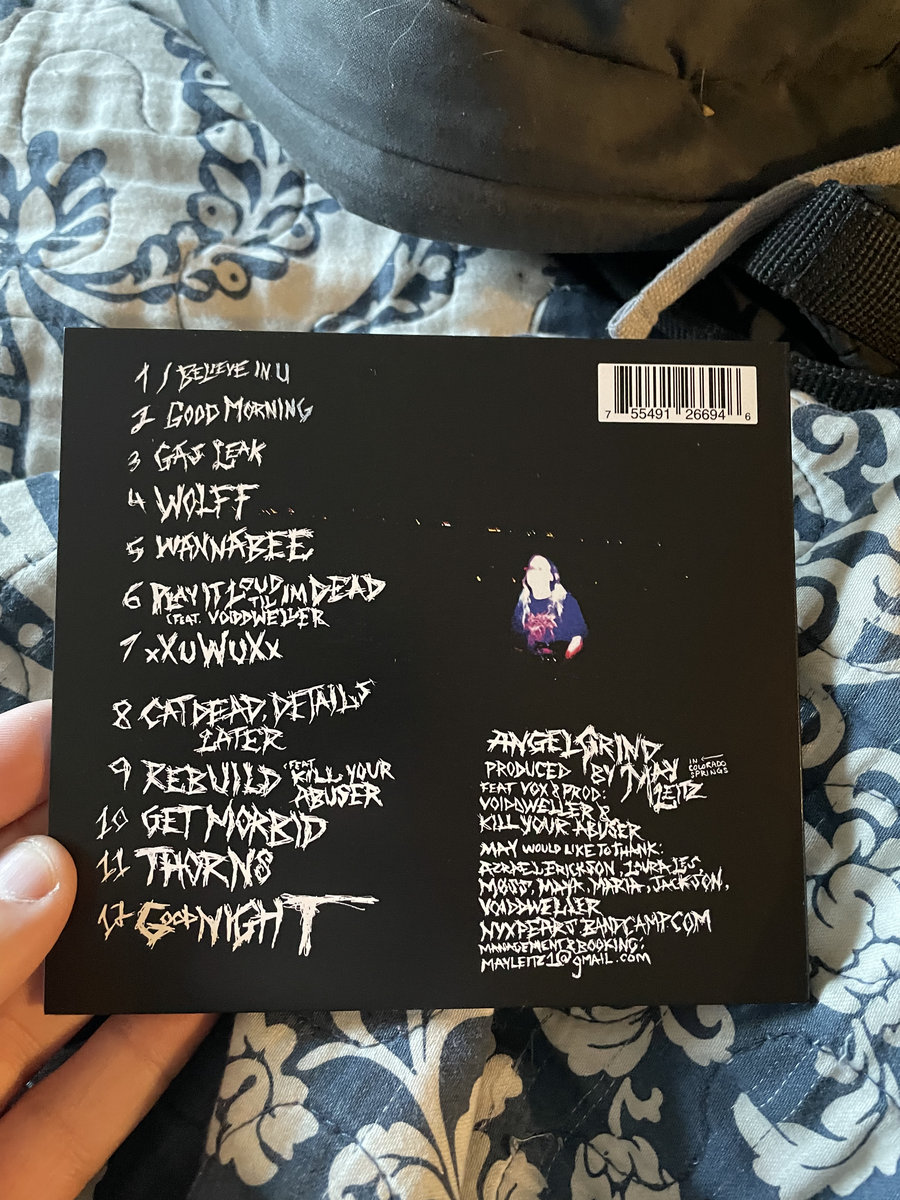 1 I BELIEVE IN U
2 GOOD MORNING
3 GAS LEAK
4 WOLFF
5 WANNABEE
6 PLAY IT LOUD TIL IM DEAD
(FEAT. VOIDDWELLER
7 xXUWUXx
8 CAT DEAD, DETAILS
LATER
9 REBUILD FEAT KILL YOUR
ABUSER
10 GET MORBID
11 THORNS
12 GOODNIGHT
7 55491 26694 6
ANGELGRIND
PRODUCED BY MAY LEITZ
IN COLORADO SPRINGS
FEAT VOX & PROD:
VOIDDWELLER &
KILL YOUR ABUSER
MAY WOULD LIKE TO THANK:
AZRAEL ERICKSON, LAURA LES,
MØSS, MAYA, MARIA, JACKSON,
VOIDDWELLER
NYXPEARS.BANDCAMP.COM
MANAGEMENT & BOOKING:
MAYLEITZ1@gMAIL.COM